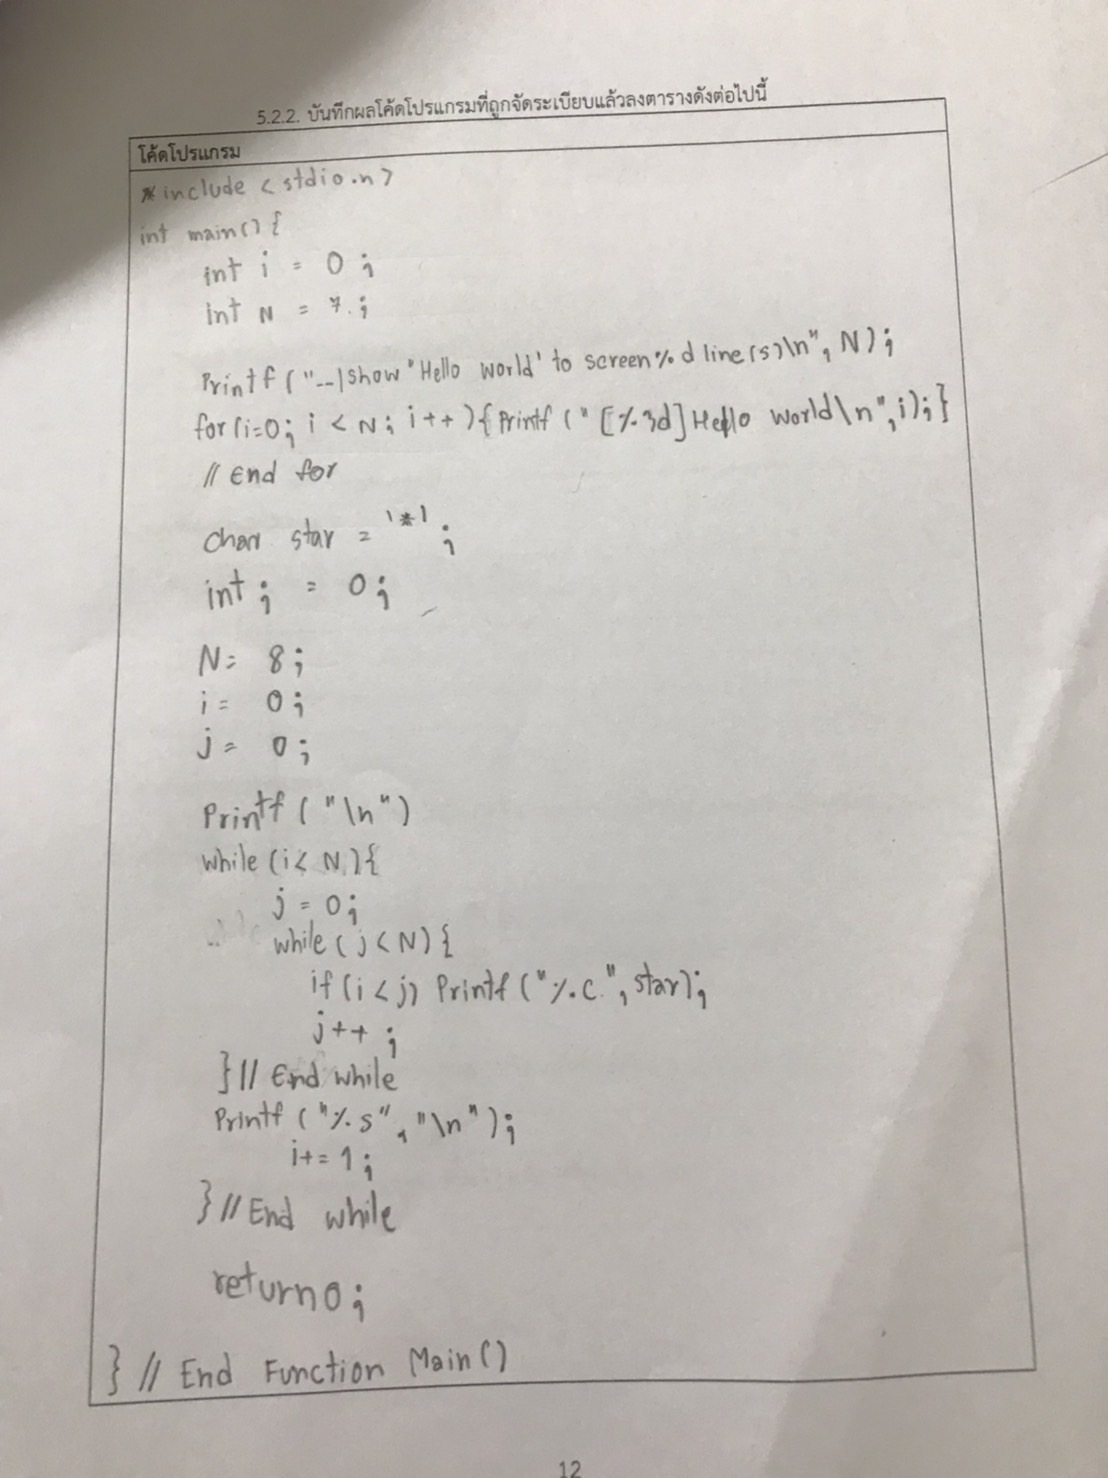 5.2.2. บันทึกผลโค้ดโปรแกรมที่ถูกจัดระเบียบแล้วลงตารางดังต่อไปนี้
โค้ดโปรแกรม
#include <stdio.h>
int main() {
int i = 0 ;
int N = 7 ;
Printf ("--|show 'Hello world' to screen %d line(s)\n", N) ;
for(i=0; i < N; i++){ Printf (" [%3d] Hello world\n", i); }
// End for
char star = '*' ;
int ; = 0 ;
N = 8 ;
i = 0 ;
j = 0 ;
Printf ( "\n" )
while (i < N) {
j = 0 ;
while ( j < N) {
if (i < j) Printf ("%c", star);
j++ ;
} // End while
Printf ("%s", "\n");
i += 1 ;
} // End while
return 0 ;
} // End Function Main ()
12